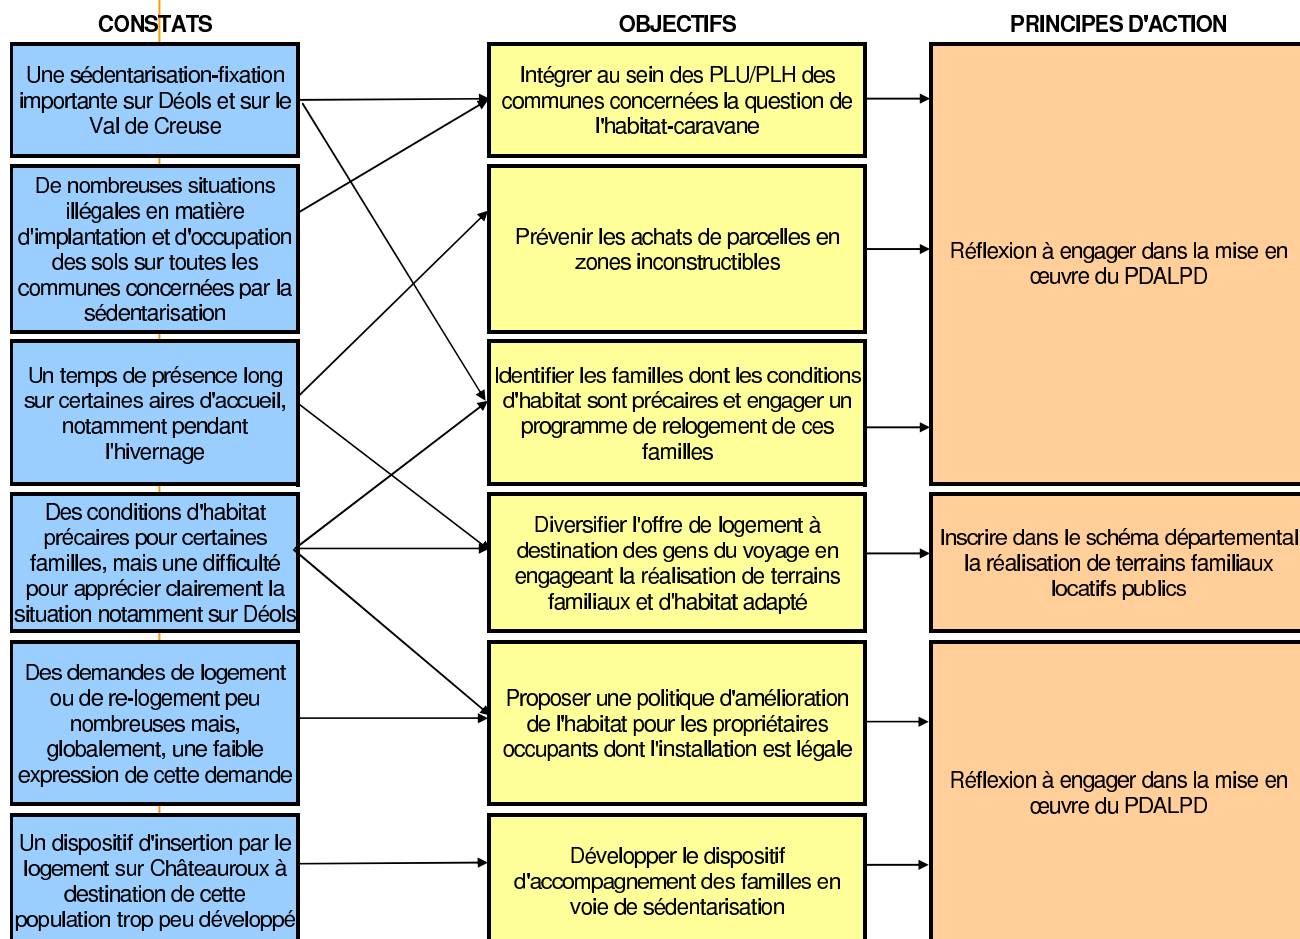 CONSTATS
OBJECTIFS
PRINCIPES D'ACTION
Une sédentarisation-fixation
importante sur Déols et sur le
Val de Creuse
De nombreuses situations
illégales en matière
d'implantation et d'occupation
des sols sur toutes les
communes concernées par la
sédentarisation
Un temps de présence long
sur certaines aires d'accueil,
notamment pendant
l'hivernage
Des conditions d'habitat
précaires pour certaines
familles, mais une difficulté
pour apprécier clairement la
situation notamment sur Déols
Des demandes de logement
ou de re-logement peu
nombreuses mais,
globalement, une faible
expression de cette demande
Un dispositif d'insertion par le
logement sur Châteauroux à
destination de cette
population trop peu développé
Intégrer au sein des PLU/PLH des
communes concernées la question de
l'habitat-caravane
Prévenir les achats de parcelles en
zones inconstructibles
Identifier les familles dont les conditions
d'habitat sont précaires et engager un
programme de relogement de ces
familles
Diversifier l'offre de logement à
destination des gens du voyage en
engageant la réalisation de terrains
familiaux et d'habitat adapté
Proposer une politique d'amélioration
de l'habitat pour les propriétaires
occupants dont l'installation est légale
Développer le dispositif
d'accompagnement des familles en
voie de sédentarisation
Réflexion à engager dans la mise en
œuvre du PDALPD
Inscrire dans le schéma départemental
la réalisation de terrains familiaux
locatifs publics
Réflexion à engager dans la mise en
œuvre du PDALPD